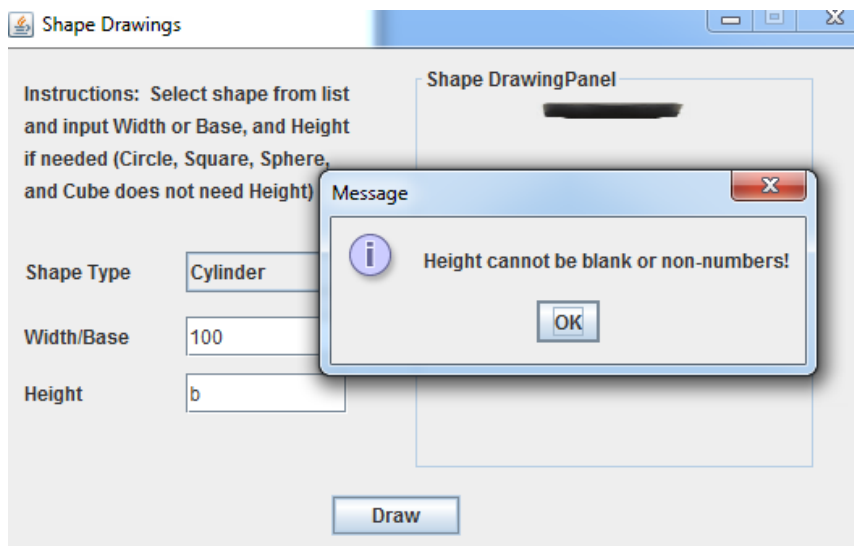 Shape Drawings
Instructions: Select shape from list
and input Width or Base, and Height
if needed (Circle, Square, Sphere,
and Cube does not need Height)
Shape DrawingPanel
Message
Height cannot be blank or non-numbers!
OK
Shape Type
Cylinder
Width/Base
100
Height
b
Draw